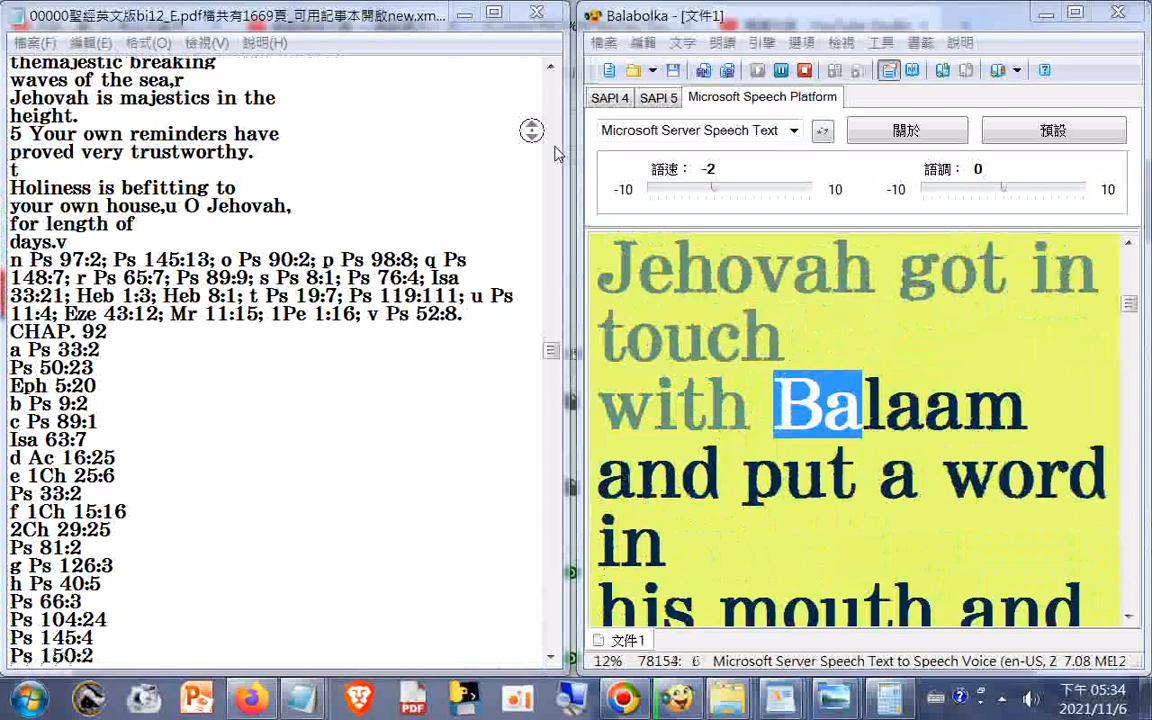 00000聖經英文版bi12_E.pdf檔共有1669頁_可用記事本開啟new.xm...
檔案(F) 編輯(E) 格式(O) 檢視(V) 說明(H)
themajestic breaking
waves of the sea,r
Jehovah is majestics in the
height.
5 Your own reminders have
proved very trustworthy.
t
Holiness is befitting to
your own house,u O Jehovah,
for length of
days.v
n Ps 97:2; Ps 145:13; o Ps 90:2; p Ps 98:8; q Ps
148:7; r Ps 65:7; Ps 89:9; s Ps 8:1; Ps 76:4; Isa
33:21; Heb 1:3; Heb 8:1; t Ps 19:7; Ps 119:111; u Ps
11:4; Eze 43:12; Mr 11:15; 1Pe 1:16; v Ps 52:8.
CHAP. 92
a Ps 33:2
Ps 50:23
Eph 5:20
b Ps 9:2
c Ps 89:1
Isa 63:7
d Ac 16:25
e 1Ch 25:6
Ps 33:2
f 1Ch 15:16
2Ch 29:25
Ps 81:2
g Ps 126:3
h Ps 40:5
Ps 66:3
Ps 104:24
Ps 145:4
Ps 150:2
Balabolka - [文件1]
檔案 編輯 文字 朗讀 引擎 選項 檢視 工具 書籤 說明
SAPI 4 SAPI 5 Microsoft Speech Platform
Microsoft Server Speech Text 關於 預設
語速: -2 語調: 0
-10 10 -10 10
Jehovah got in
touch
with Balaam
and put a word
in
his mouth and
文件1
12% 78154: 6 Microsoft Server Speech Text to Speech Voice (en-US, Z 7.08 ME12
PDF
下午 05:34
2021/11/6